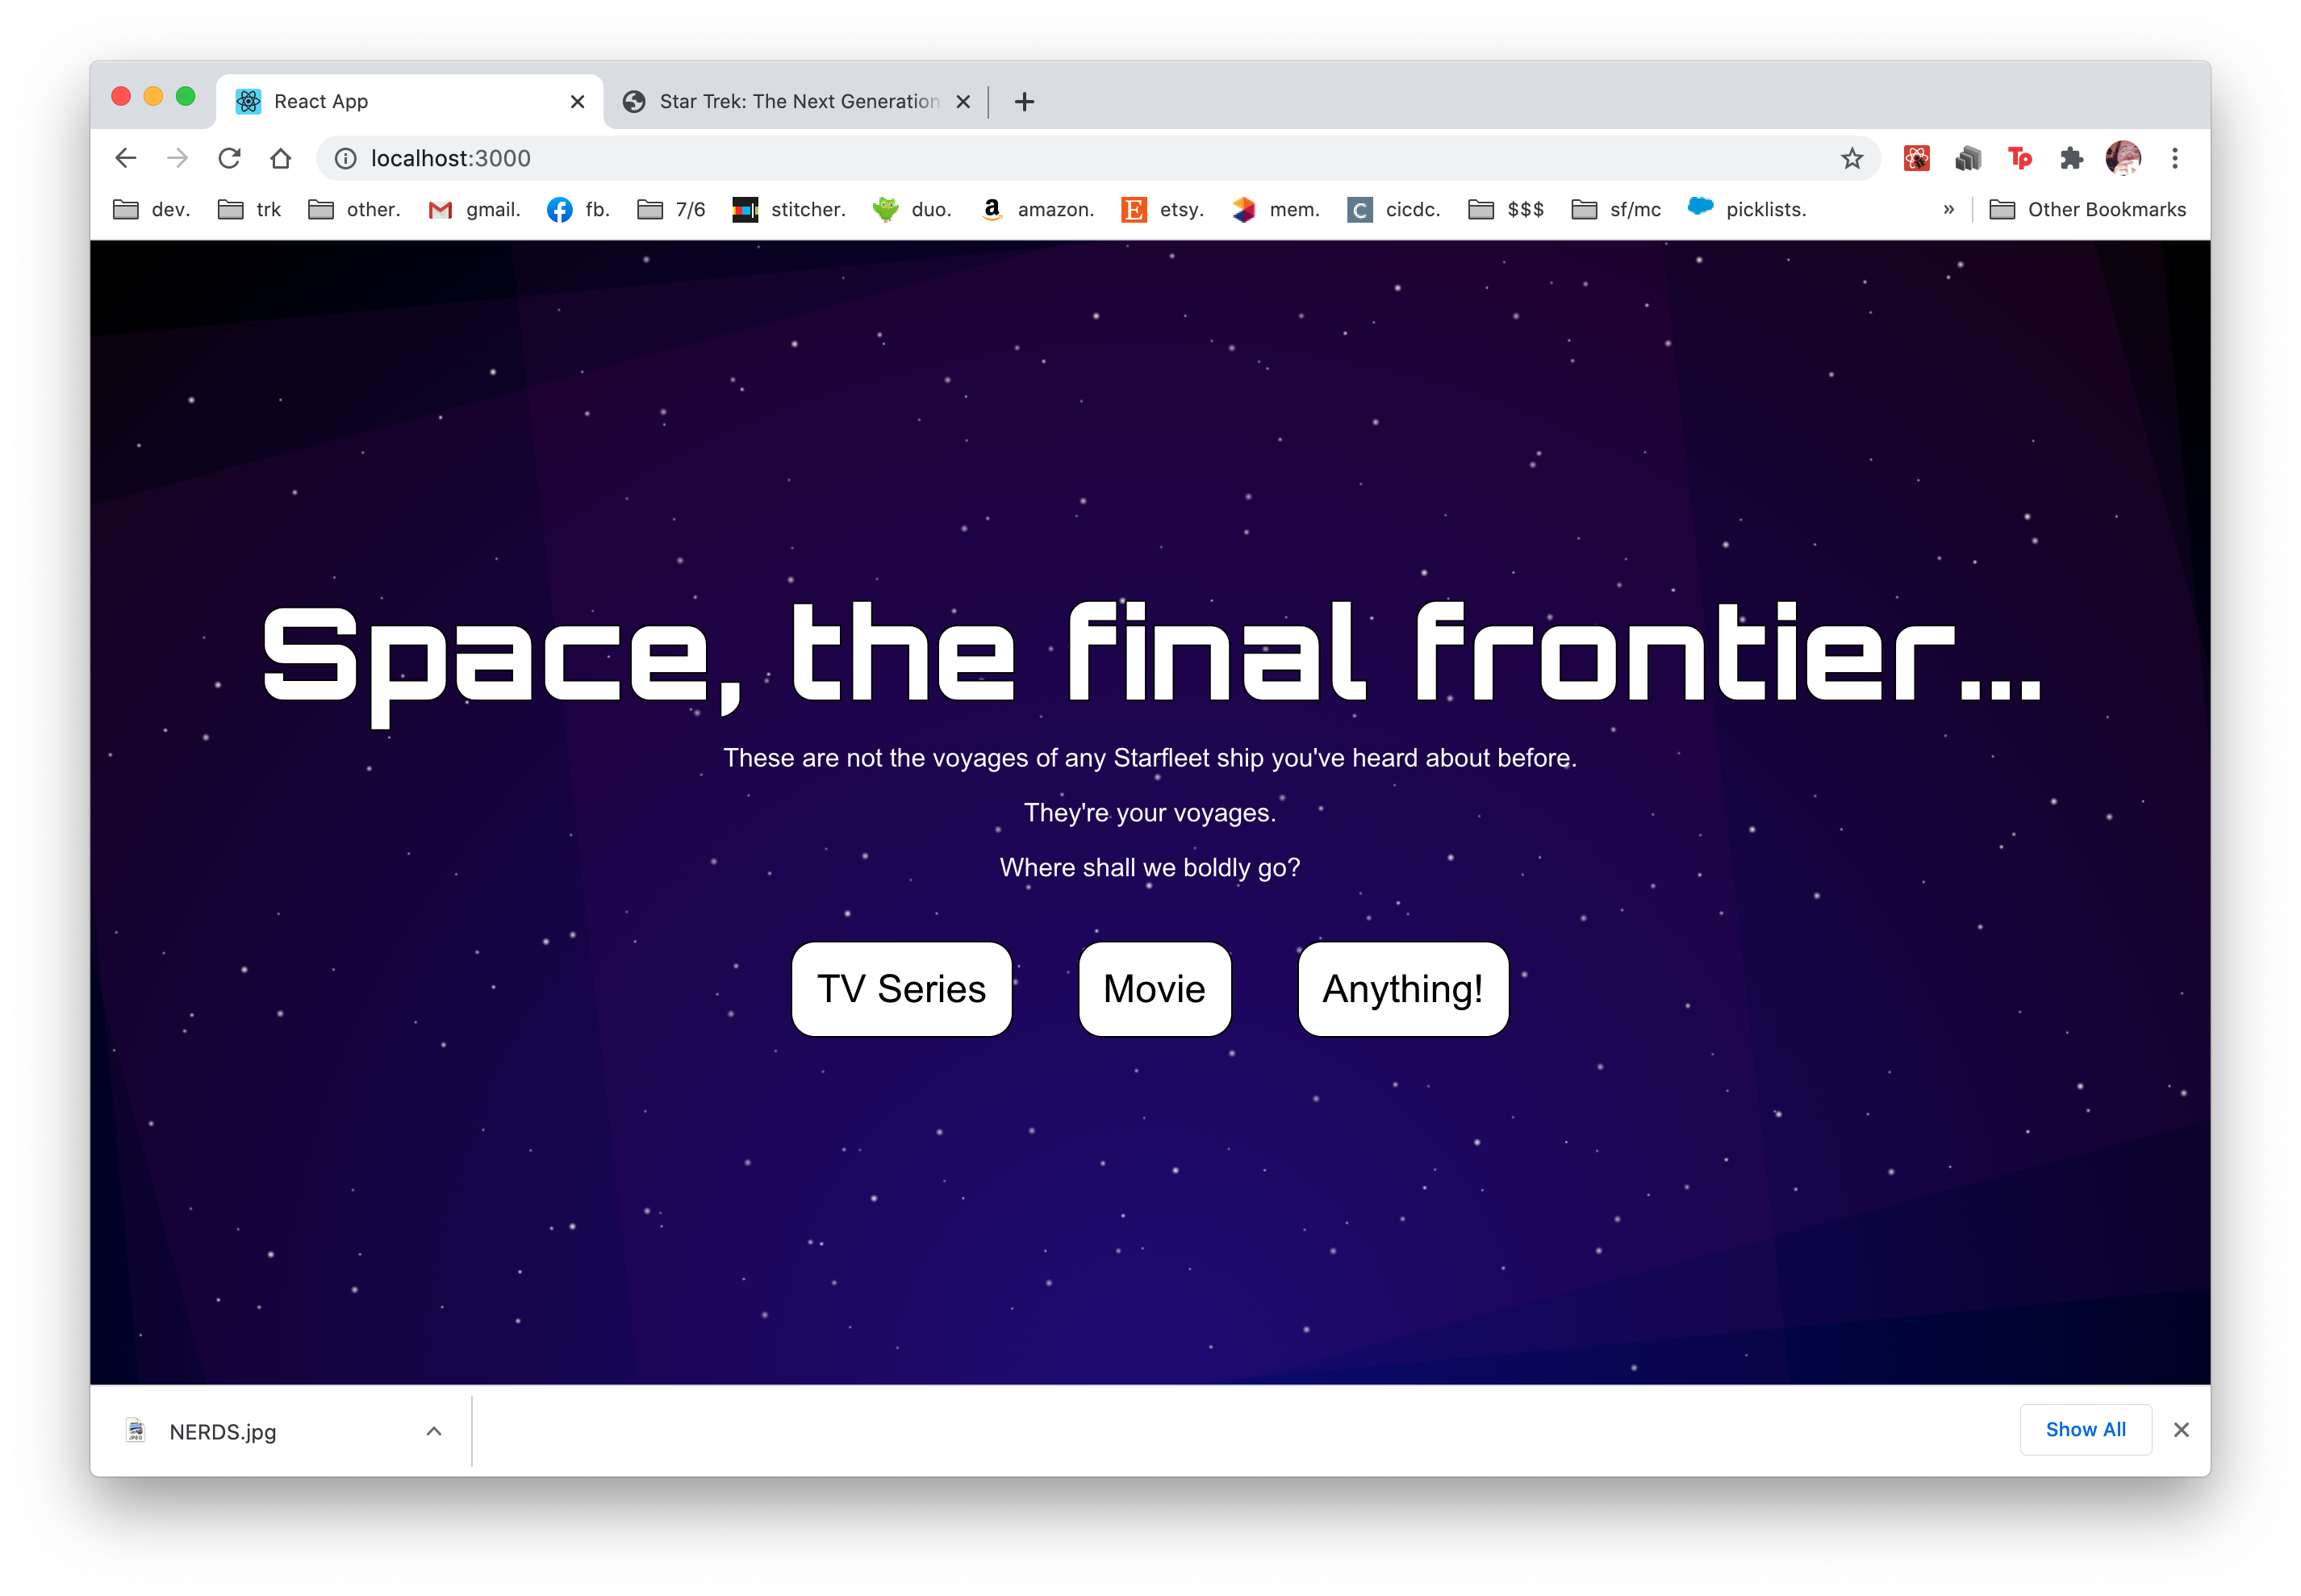 React App
Star Trek: The Next Generation
localhost:3000
Tp
dev. trk other. gmail. fb. 7/6 stitcher. duo. amazon. etsy. mem. cicdc. $$$ sf/mc picklists. » Other Bookmarks
Space, the final frontier...
These are not the voyages of any Starfleet ship you've heard about before.
They're your voyages.
Where shall we boldly go?
TV Series Movie Anything!
NERDS.jpg
Show All